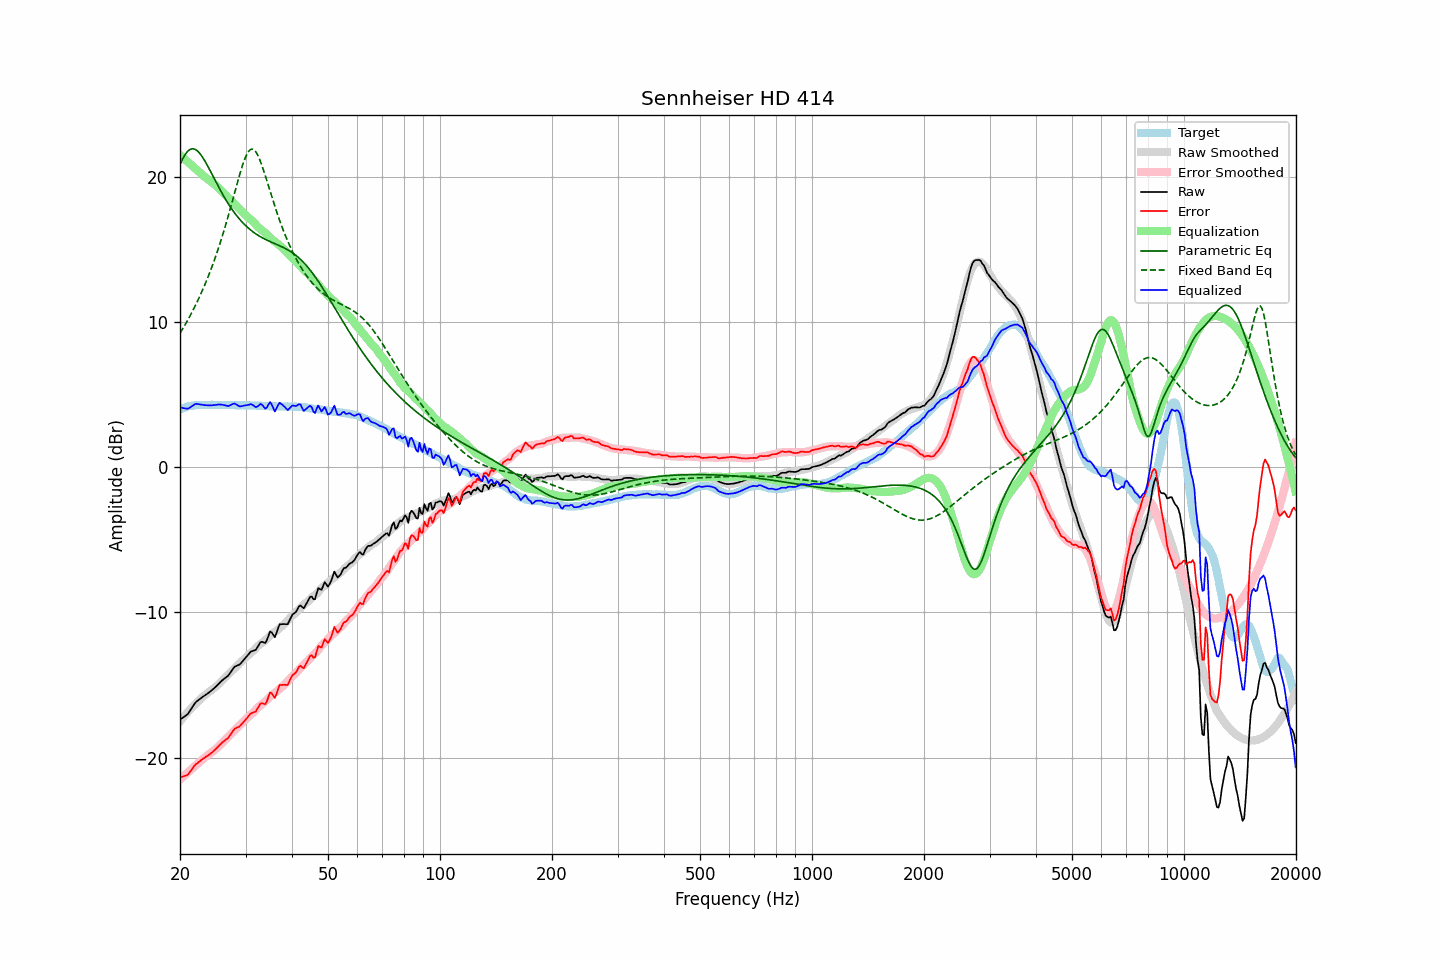 Sennheiser HD 414
Target
Raw Smoothed
Error Smoothed
Raw
Error
Equalization
Parametric Eq
Fixed Band Eq
Equalized
Amplitude (dBr)
20
10
0
−10
−20
20
50
100
200
500
1000
2000
5000
10000
20000
Frequency (Hz)